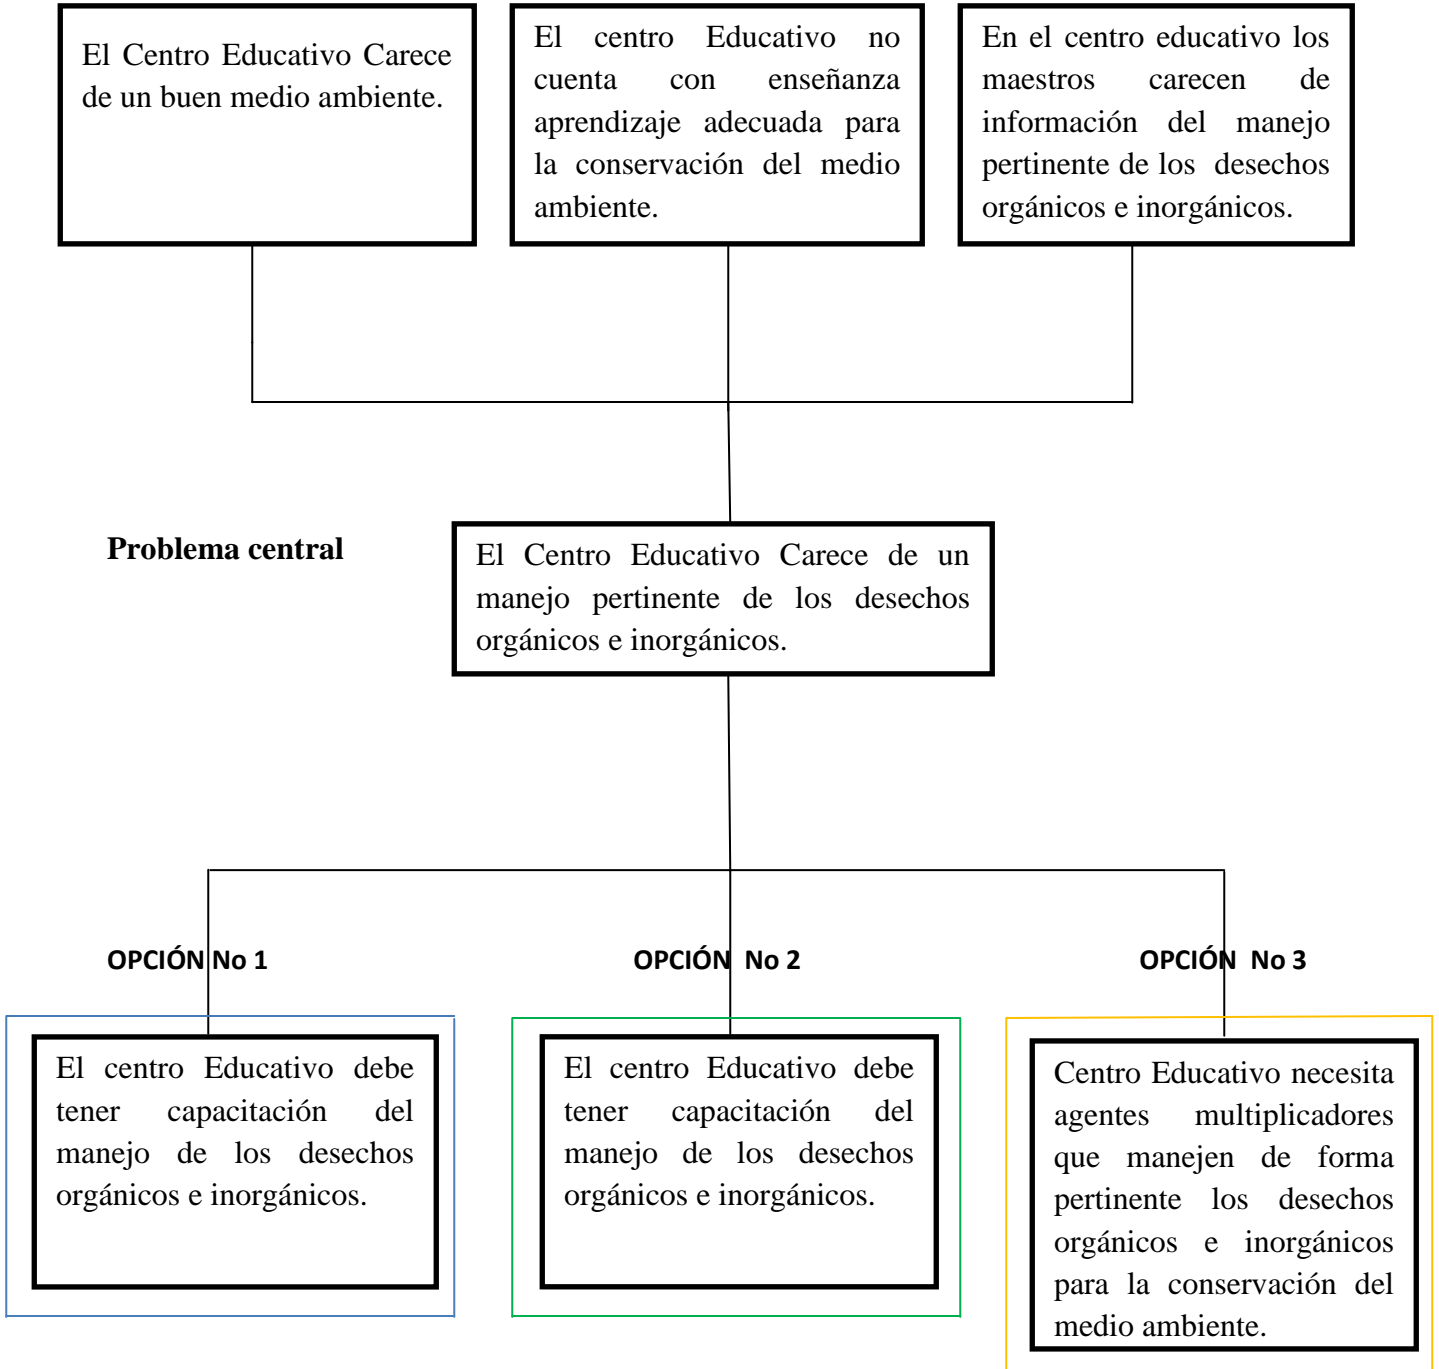 El Centro Educativo Carece
de un buen medio ambiente.
El centro Educativo no
cuenta con enseñanza
aprendizaje adecuada para
la conservación del medio
ambiente.
En el centro educativo los
maestros carecen de
información del manejo
pertinente de los desechos
orgánicos e inorgánicos.
Problema central
El Centro Educativo Carece de un
manejo pertinente de los desechos
orgánicos e inorgánicos.
OPCIÓN No 1
OPCIÓN No 2
OPCIÓN No 3
El centro Educativo debe
tener capacitación del
manejo de los desechos
orgánicos e inorgánicos.
El centro Educativo debe
tener capacitación del
manejo de los desechos
orgánicos e inorgánicos.
Centro Educativo necesita
agentes multiplicadores
que manejen de forma
pertinente los desechos
orgánicos e inorgánicos
para la conservación del
medio ambiente.